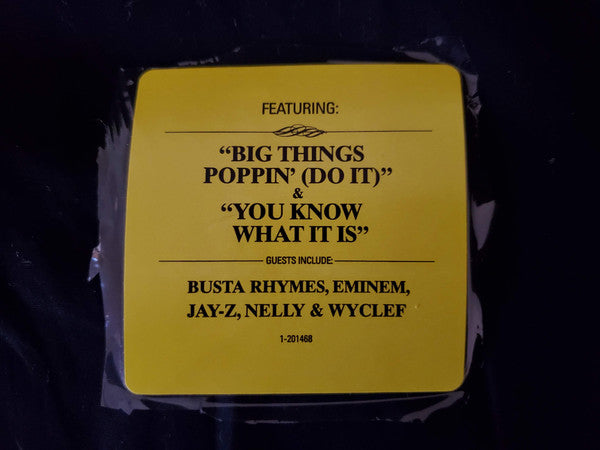 FEATURING:
“BIG THINGS
POPPIN’ (DO IT)”
&
“YOU KNOW
WHAT IT IS”
GUESTS INCLUDE:
BUSTA RHYMES, EMINEM,
JAY-Z, NELLY & WYCLEF
1-201468